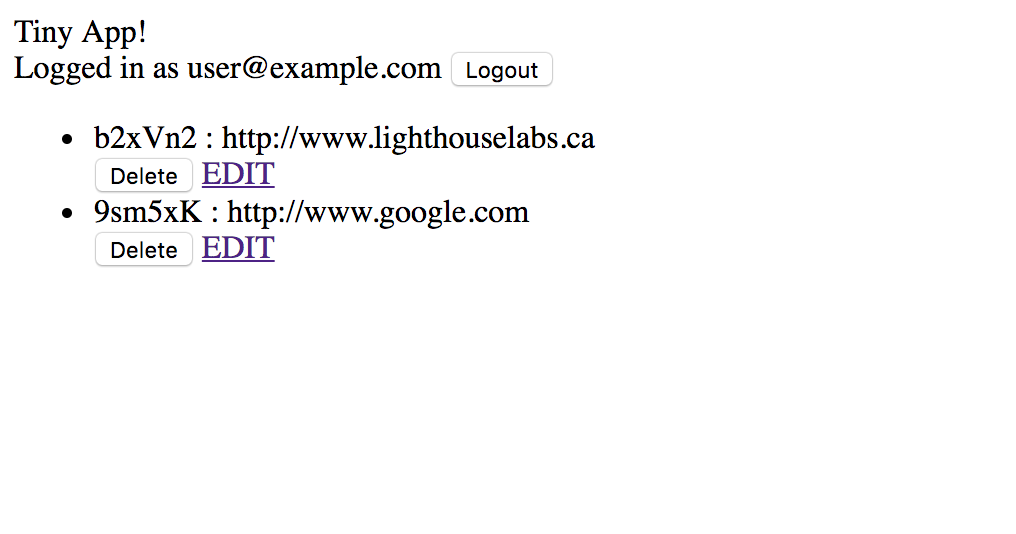 Tiny App!
Logged in as user@example.com Logout
b2xVn2 : http://www.lighthouselabs.ca
Delete EDIT
9sm5xK : http://www.google.com
Delete EDIT